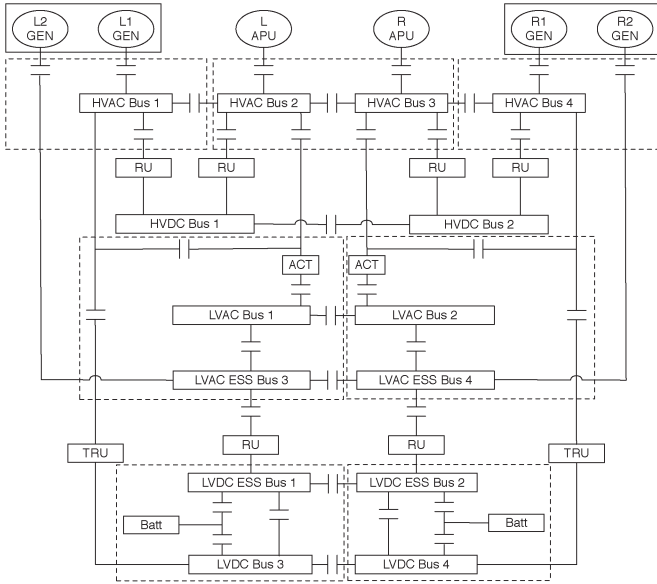 L2
GEN
L1
GEN
L
APU
R
APU
R1
GEN
R2
GEN
HVAC Bus 1
HVAC Bus 2
HVAC Bus 3
HVAC Bus 4
RU
RU
RU
RU
HVDC Bus 1
HVDC Bus 2
ACT
ACT
LVAC Bus 1
LVAC Bus 2
LVAC ESS Bus 3
LVAC ESS Bus 4
TRU
RU
RU
TRU
LVDC ESS Bus 1
LVDC ESS Bus 2
Batt
Batt
LVDC Bus 3
LVDC Bus 4